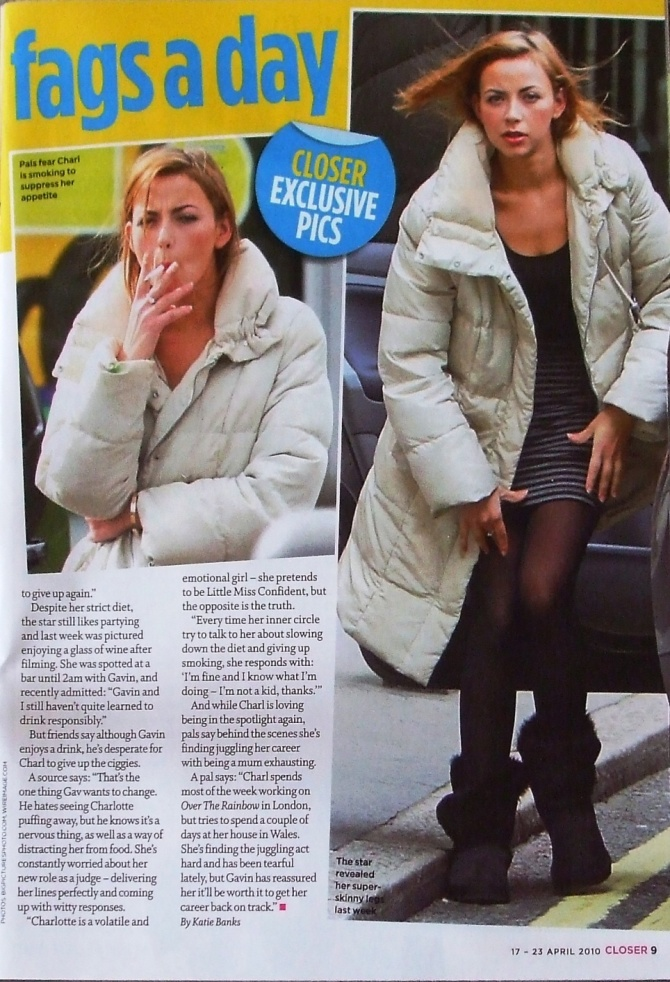 fags a day
Pals fear Charl
is smoking to
suppress her
appetite
CLOSER
EXCLUSIVE
PICS
to give up again."
Despite her strict diet,
the star still likes partying
and last week was pictured
enjoying a glass of wine after
filming. She was spotted at a
bar until 2am with Gavin, and
recently admitted: "Gavin and
I still haven't quite learned to
drink responsibly."
But friends say although Gavin
enjoys a drink, he's desperate for
Charl to give up the ciggies.
A source says: "That's the
one thing Gav wants to change.
He hates seeing Charlotte
puffing away, but he knows it's a
nervous thing, as well as a way of
distracting her from food. She's
constantly worried about her
new role as a judge – delivering
her lines perfectly and coming
up with witty responses.
"Charlotte is a volatile and
emotional girl – she pretends
to be Little Miss Confident, but
the opposite is the truth.
"Every time her inner circle
try to talk to her about slowing
down the diet and giving up
smoking, she responds with:
'I'm fine and I know what I'm
doing – I'm not a kid, thanks.'"
And while Charl is loving
being in the spotlight again,
pals say behind the scenes she's
finding juggling her career
with being a mum exhausting.
A pal says: "Charl spends
most of the week working on
Over The Rainbow in London,
but tries to spend a couple of
days at her house in Wales.
She's finding the juggling act
hard and has been tearful
lately, but Gavin has reassured
her it'll be worth it to get her
career back on track."
By Katie Banks
The star
revealed
her super-
skinny legs
last week
PHOTOS: BIGPICTURESPHOTO.COM, WIREIMAGE.COM
17 – 23 APRIL 2010 CLOSER 9